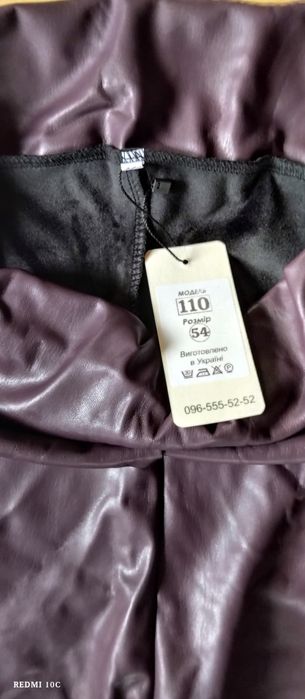 МОДЕЛЬ
110
Розмір
54
Виготовлено
в Україні
096-555-52-52
REDMI 10C